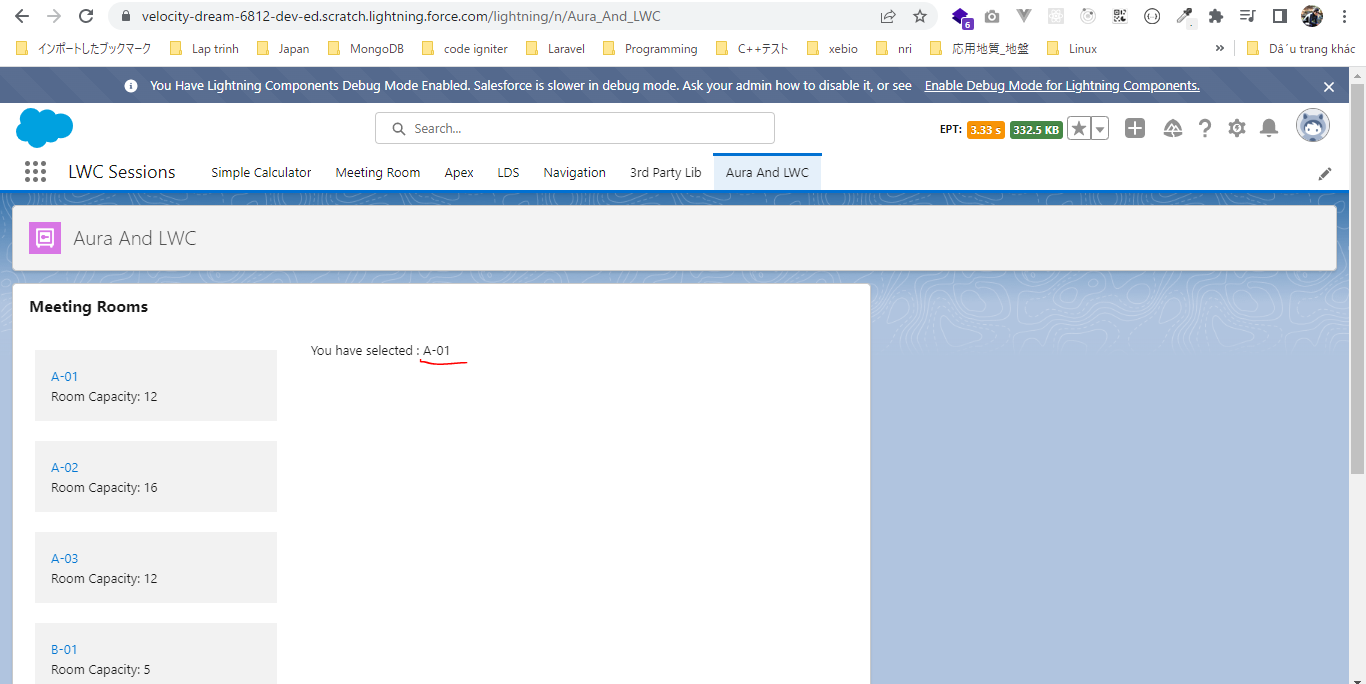 velocity-dream-6812-dev-ed.scratch.lightning.force.com/lightning/n/Aura_And_LWC
6
インポートしたブックマーク Lap trinh Japan MongoDB code igniter Laravel Programming C++テスト xebio nri 応用地質_地盤 Linux » Dấu trang khác
You Have Lightning Components Debug Mode Enabled. Salesforce is slower in debug mode. Ask your admin how to disable it, or see Enable Debug Mode for Lightning Components.
Search...
EPT: 3.33 s 332.5 KB
LWC Sessions Simple Calculator Meeting Room Apex LDS Navigation 3rd Party Lib Aura And LWC
Aura And LWC
Meeting Rooms
You have selected : A-01
A-01
Room Capacity: 12
A-02
Room Capacity: 16
A-03
Room Capacity: 12
B-01
Room Capacity: 5